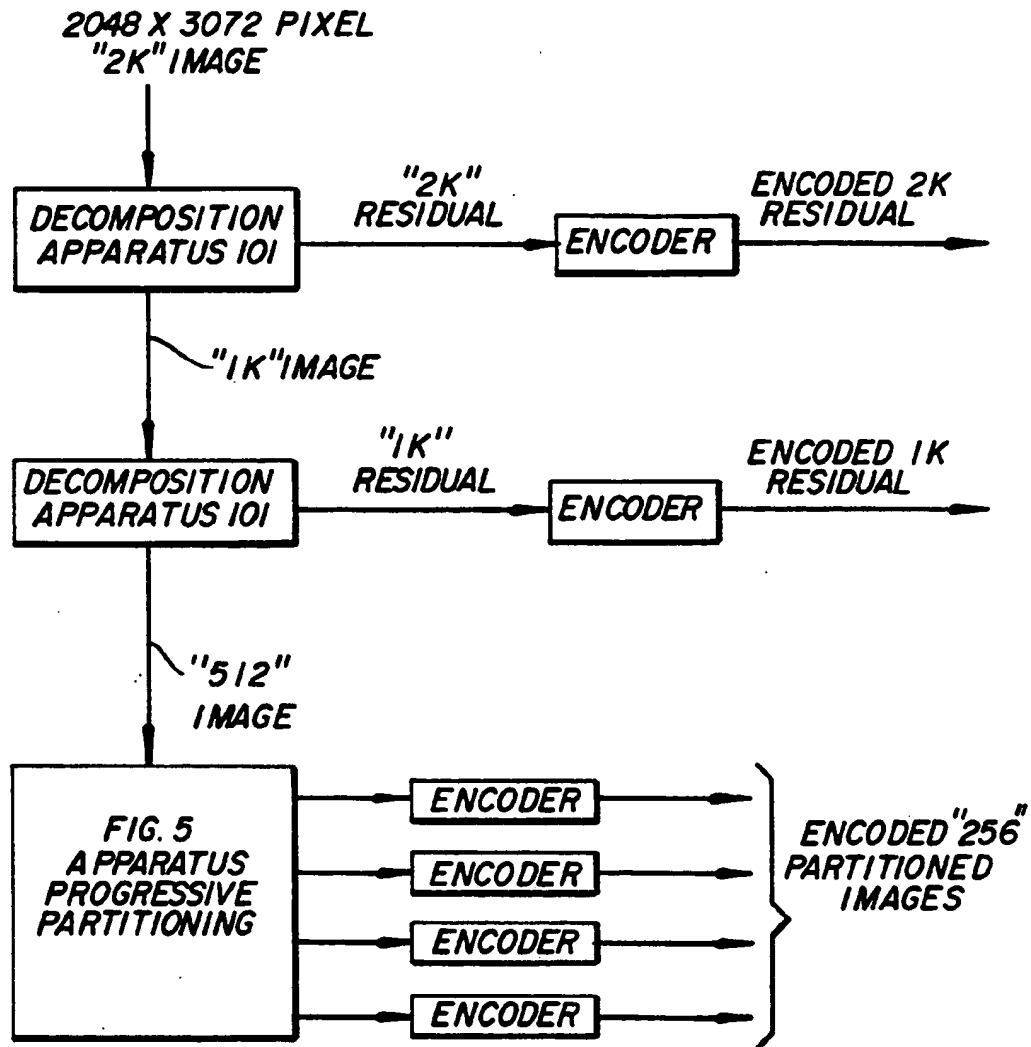 2048 X 3072 PIXEL
"2K" IMAGE
DECOMPOSITION
APPARATUS 101
"2K"
RESIDUAL
ENCODER
ENCODED 2K
RESIDUAL
"1K" IMAGE
DECOMPOSITION
APPARATUS 101
"1K"
RESIDUAL
ENCODER
ENCODED 1K
RESIDUAL
"512"
IMAGE
FIG. 5
APPARATUS
PROGRESSIVE
PARTITIONING
ENCODER
ENCODER
ENCODER
ENCODER
ENCODED "256"
PARTITIONED
IMAGES